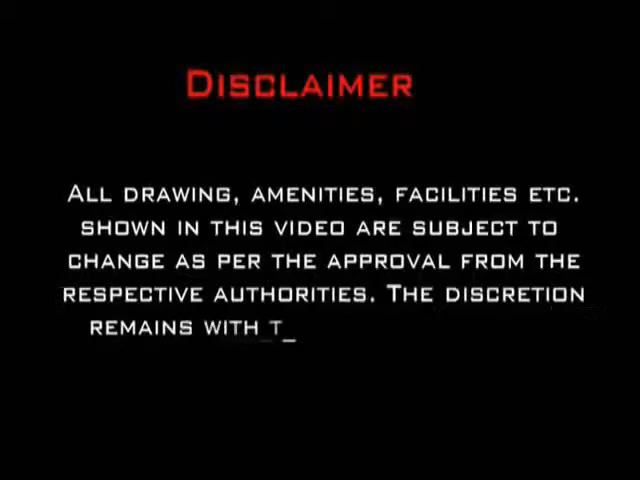 DISCLAIMER
ALL DRAWING, AMENITIES, FACILITIES ETC.
SHOWN IN THIS VIDEO ARE SUBJECT TO
CHANGE AS PER THE APPROVAL FROM THE
RESPECTIVE AUTHORITIES. THE DISCRETION
REMAINS WITH T_